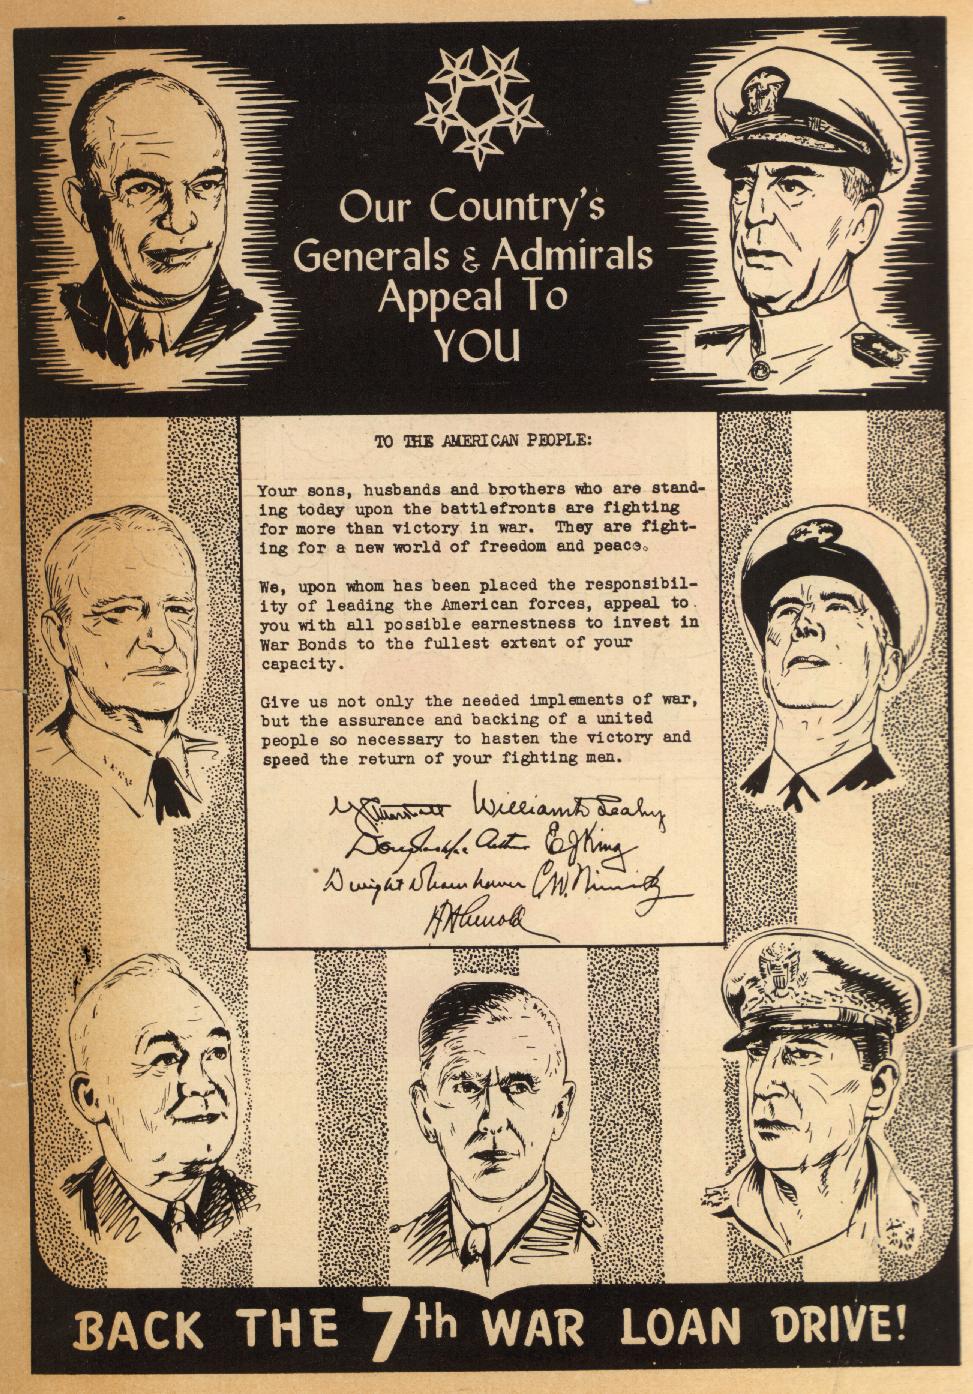 Our Country's
Generals & Admirals
Appeal To
YOU
TO THE AMERICAN PEOPLE:
Your sons, husbands and brothers who are stand-
ing today upon the battlefronts are fighting
for more than victory in war. They are fight-
ing for a new world of freedom and peace.
We, upon whom has been placed the responsibil-
ity of leading the American forces, appeal to
you with all possible earnestness to invest in
War Bonds to the fullest extent of your
capacity.
Give us not only the needed implements of war,
but the assurance and backing of a united
people so necessary to hasten the victory and
speed the return of your fighting men.
G. C. Marshall William D. Leahy
Douglas MacArthur E J King
Dwight D Eisenhower C.W. Nimitz
H H Arnold
BACK THE 7th WAR LOAN DRIVE!